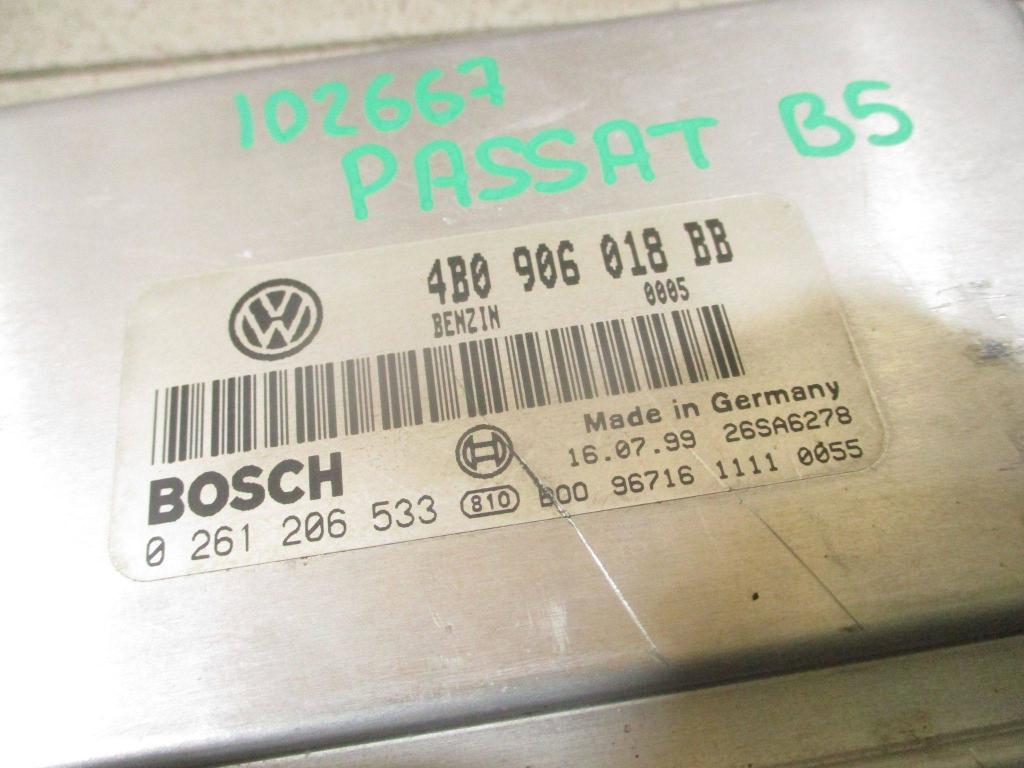 102667
PASSAT B5
VW
4B0 906 018 BB
BENZIN 0005
Made in Germany
BOSCH
16.07.99 26SA6278
0 261 206 533 810 B00 96716 1111 0055